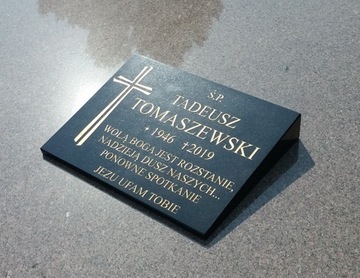 Ś.P.
TADEUSZ
TOMASZEWSKI
*1946 †2019
WOLĄ BOGA JEST ROZSTANIE,
NADZIEJĄ DUSZ NASZYCH...
PONOWNE SPOTKANIE
JEZU UFAM TOBIE